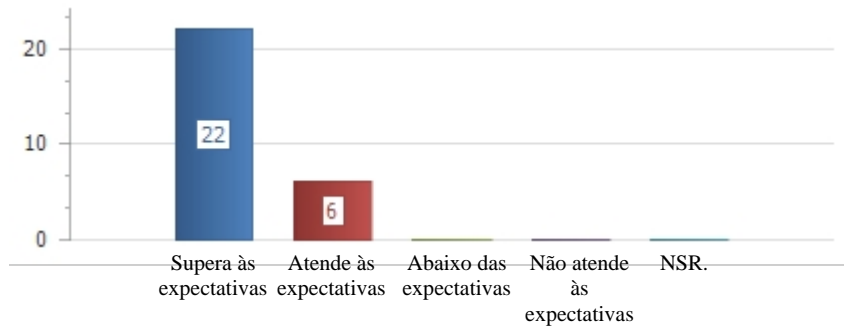 20
22
10
6
0
Supera às expectativas
Atende às expectativas
Abaixo das expectativas
Não atende às expectativas
NSR.